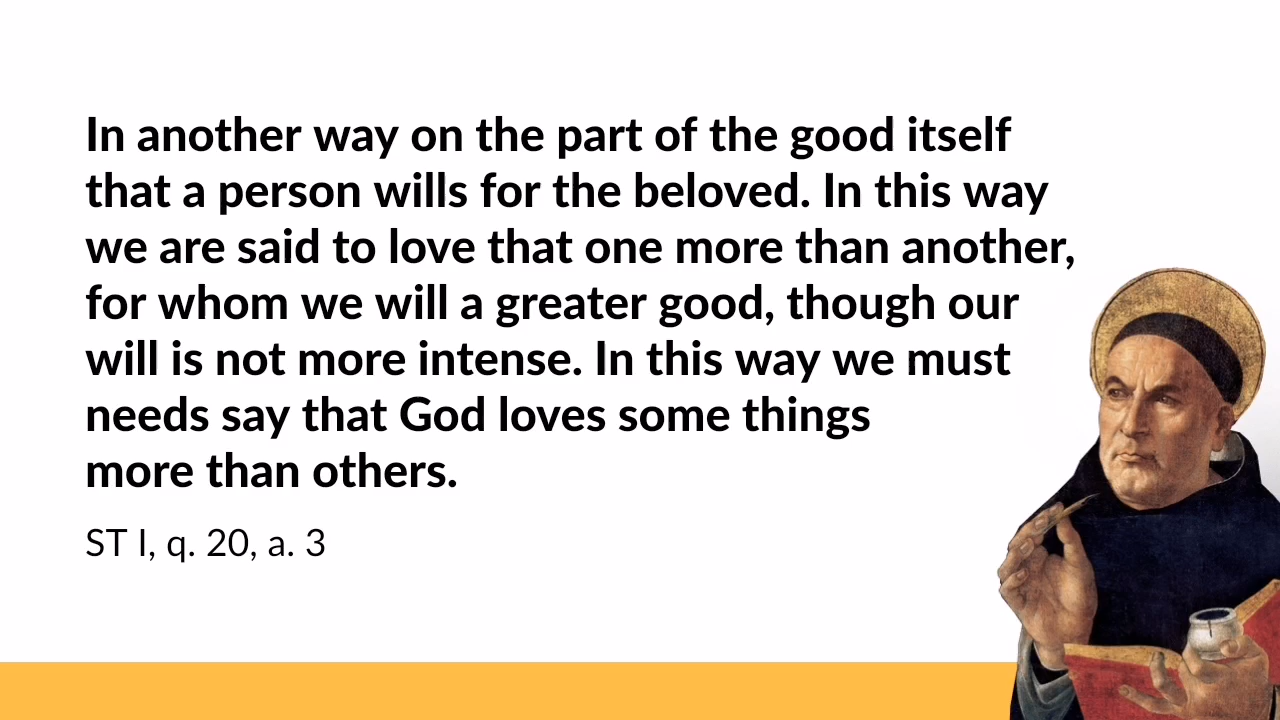 In another way on the part of the good itself
that a person wills for the beloved. In this way
we are said to love that one more than another,
for whom we will a greater good, though our
will is not more intense. In this way we must
needs say that God loves some things
more than others.
ST I, q. 20, a. 3